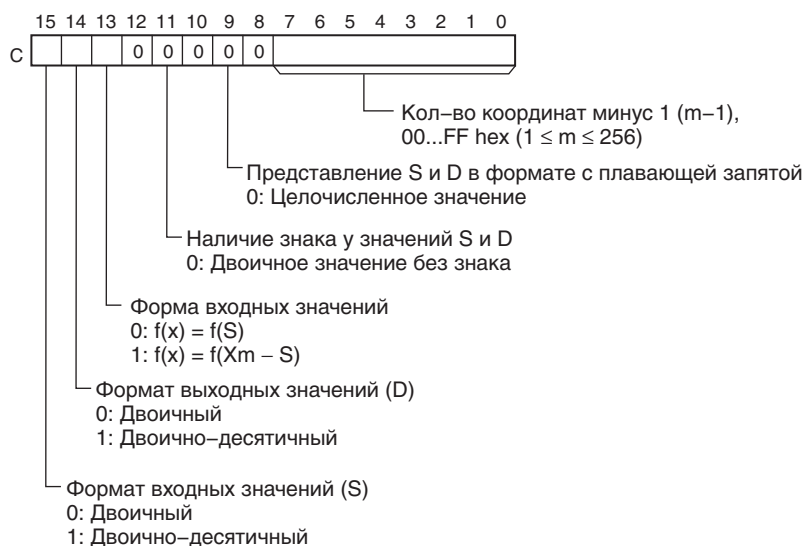 15 14 13 12 11 10 9 8 7 6 5 4 3 2 1 0
C 0 0 0 0 0
Кол–во координат минус 1 (m–1),
00...FF hex (1 ≤ m ≤ 256)
Представление S и D в формате с плавающей запятой
0: Целочисленное значение
Наличие знака у значений S и D
0: Двоичное значение без знака
Форма входных значений
0: f(x) = f(S)
1: f(x) = f(Xm − S)
Формат выходных значений (D)
0: Двоичный
1: Двоично–десятичный
Формат входных значений (S)
0: Двоичный
1: Двоично–десятичный